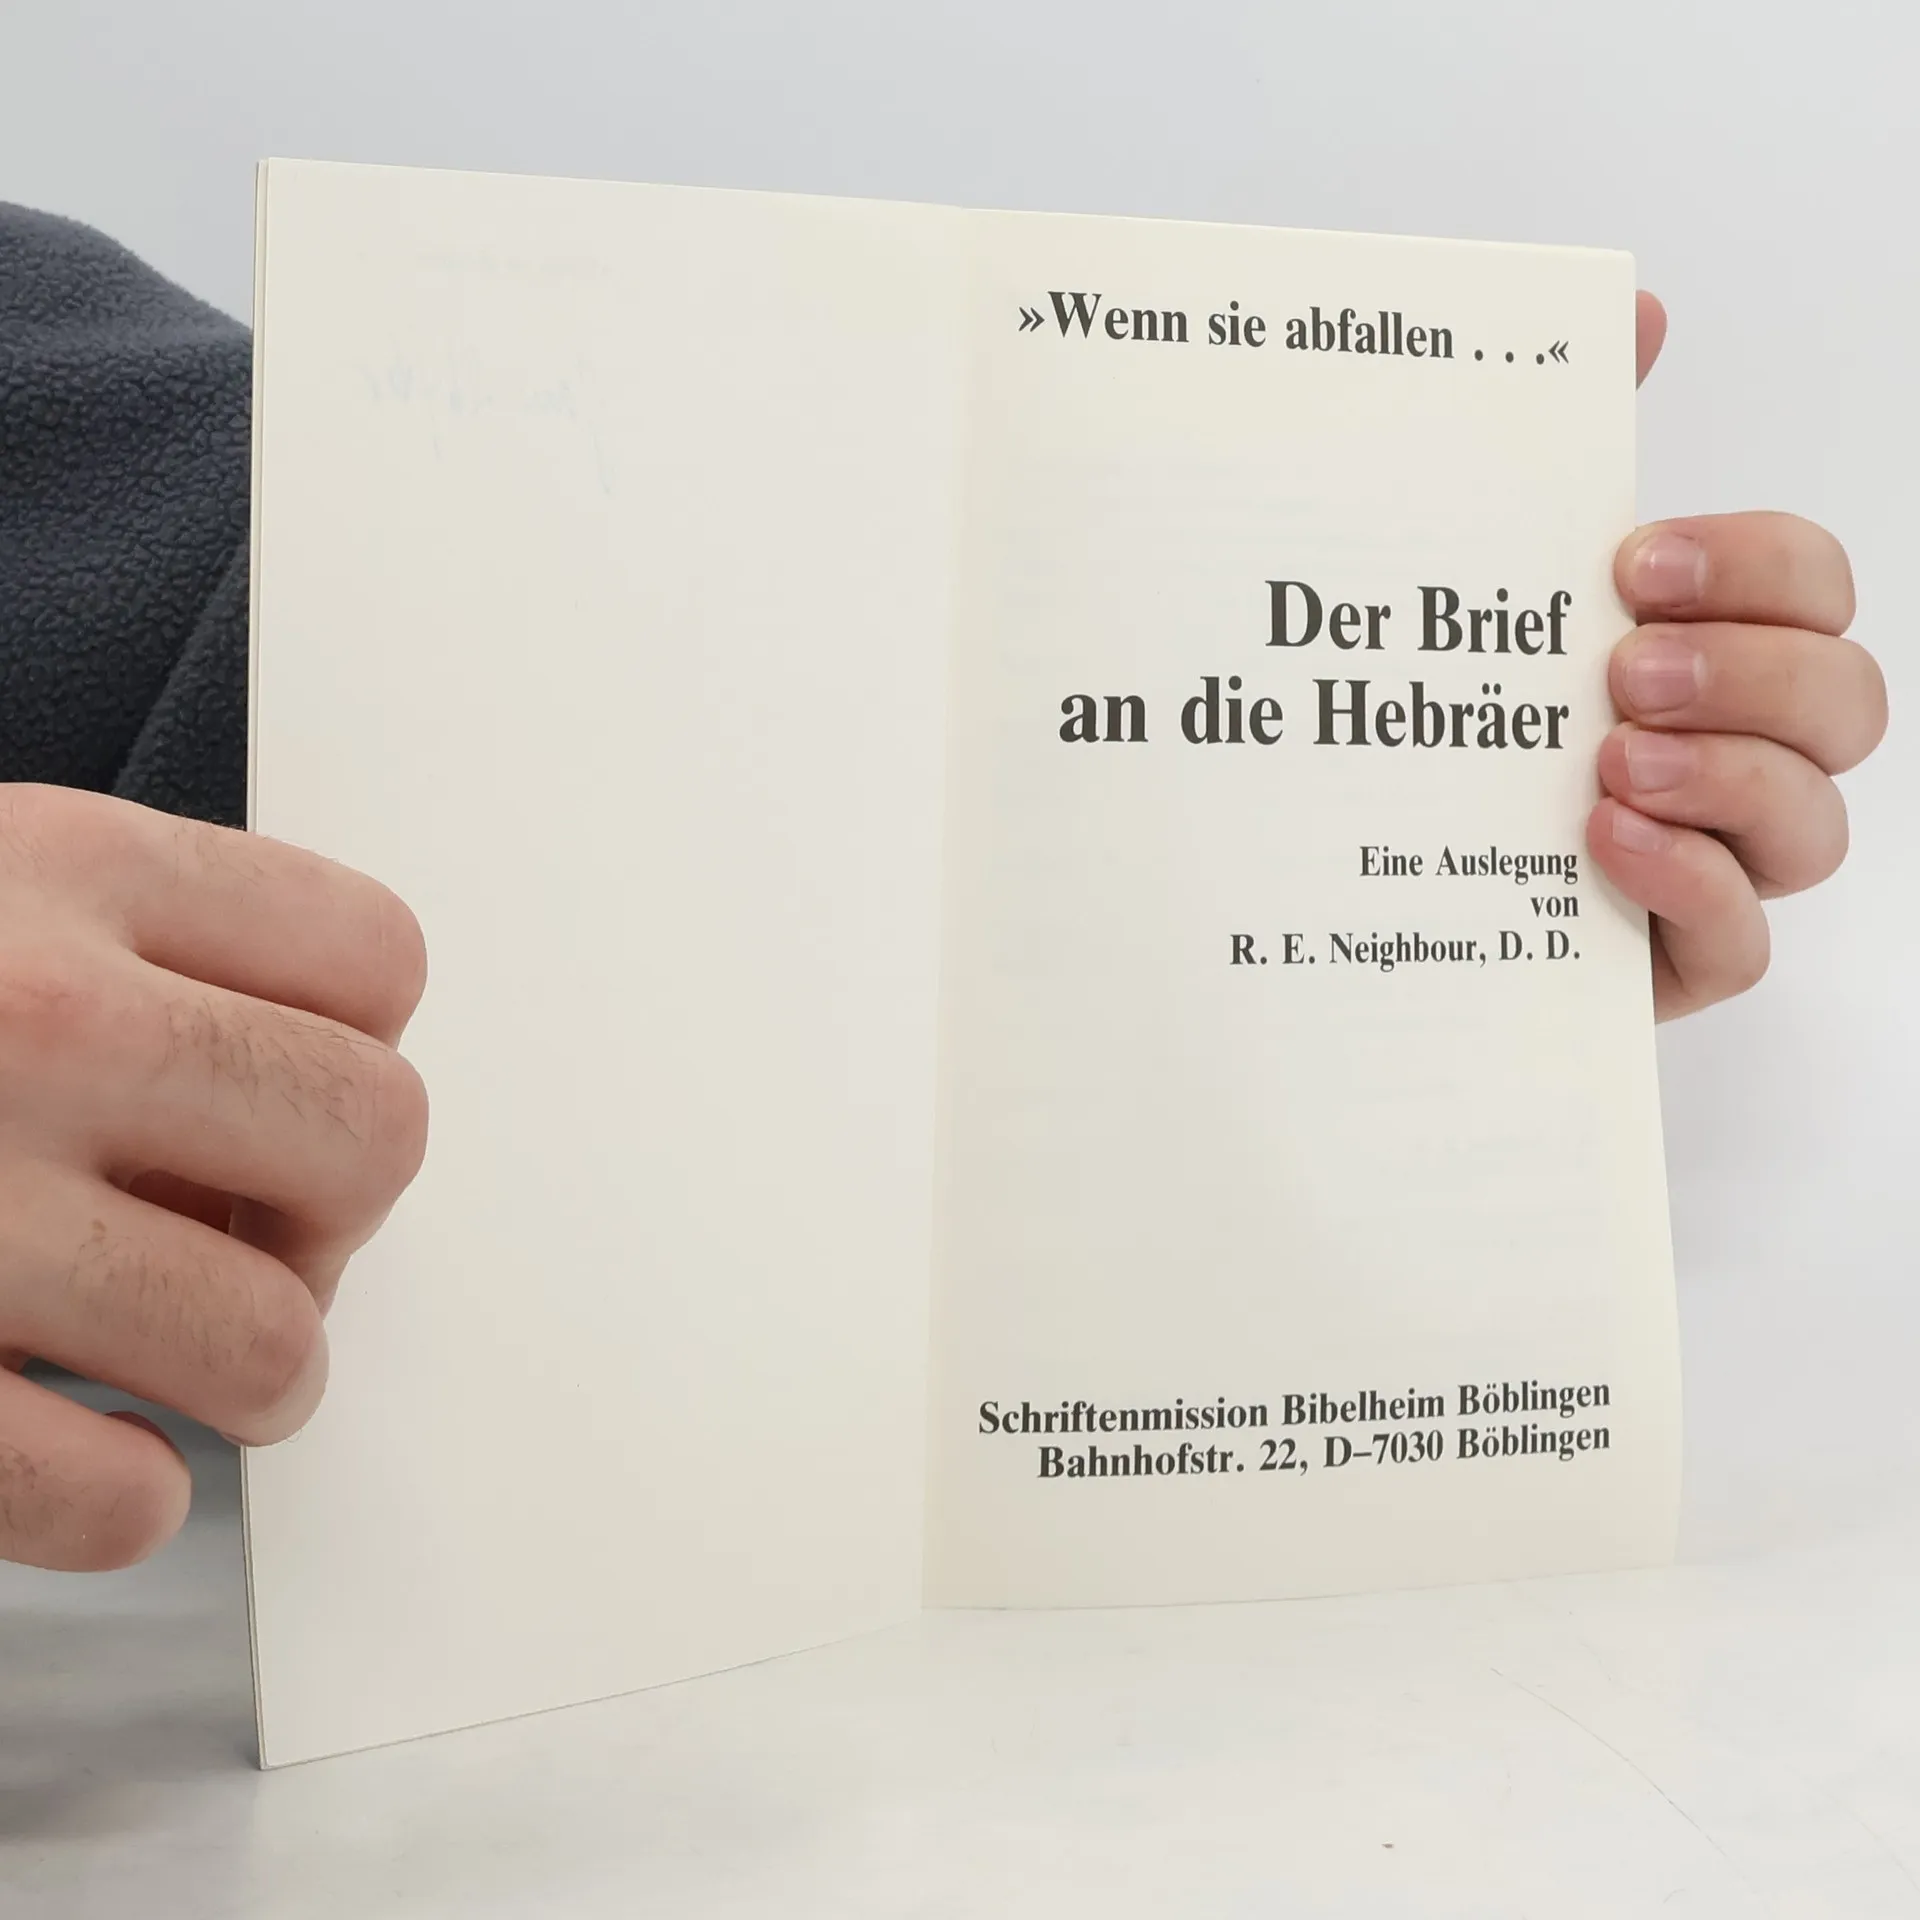 »Wenn sie abfallen . . .«
Der Brief
an die Hebräer
Eine Auslegung
von
R. E. Neighbour, D. D.
Schriftenmission Bibelheim Böblingen
Bahnhofstr. 22, D–7030 Böblingen